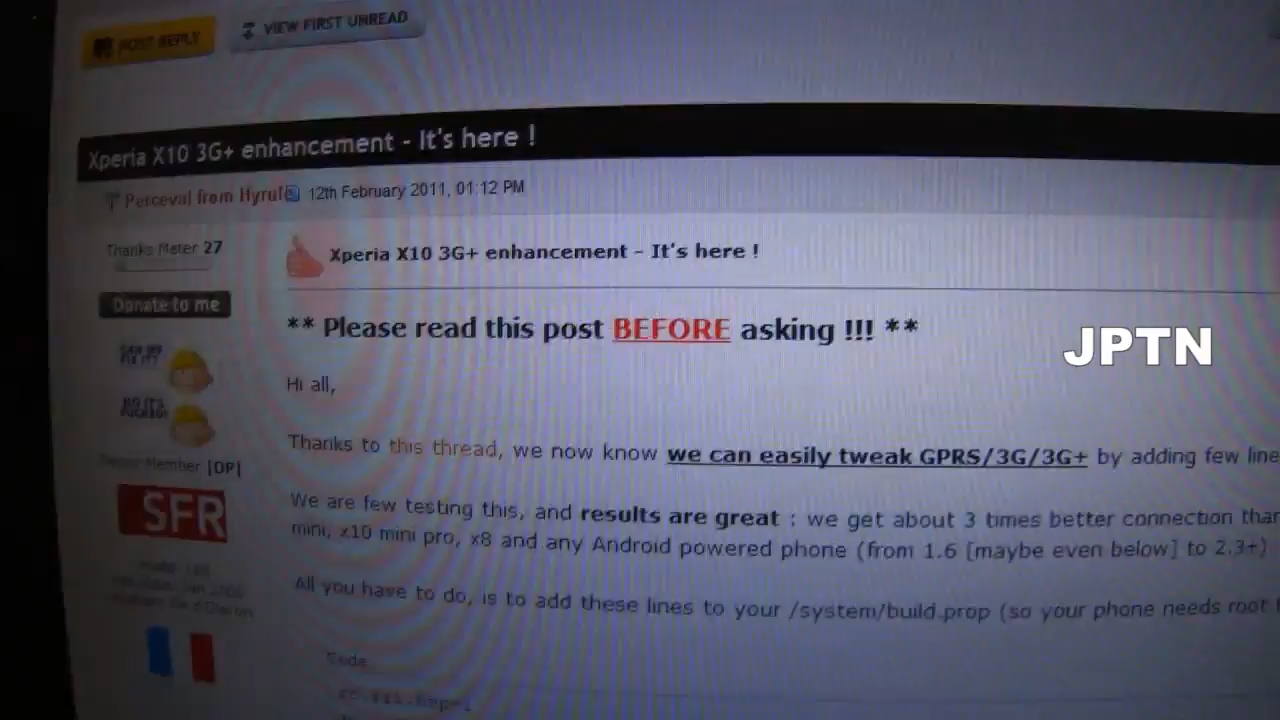 POST REPLY
VIEW FIRST UNREAD
Xperia X10 3G+ enhancement - It's here !
Perceval from Hyrule 12th February 2011, 01:12 PM
Thanks Meter 27
Xperia X10 3G+ enhancement - It's here !
Donate to me
** Please read this post BEFORE asking !!! **
JPTN
Hi all,
Thanks to this thread, we now know we can easily tweak GPRS/3G/3G+ by adding few line
Senior Member [OP]
We are few testing this, and results are great : we get about 3 times better connection than
SFR
mini, x10 mini pro, x8 and any Android powered phone (from 1.6 [maybe even below] to 2.3+)
All you have to do, is to add these lines to your /system/build.prop (so your phone needs root
Code